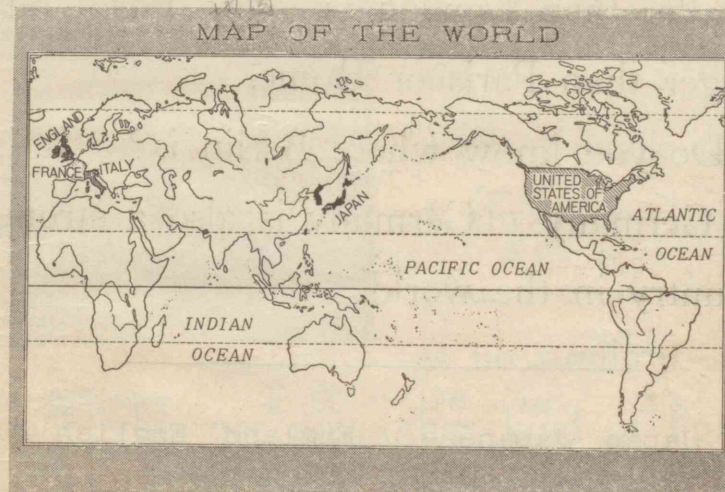 MAP OF THE WORLD
ENGLAND
FRANCE
ITALY
JAPAN
UNITED
STATES OF
AMERICA
ATLANTIC
OCEAN
PACIFIC OCEAN
INDIAN
OCEAN